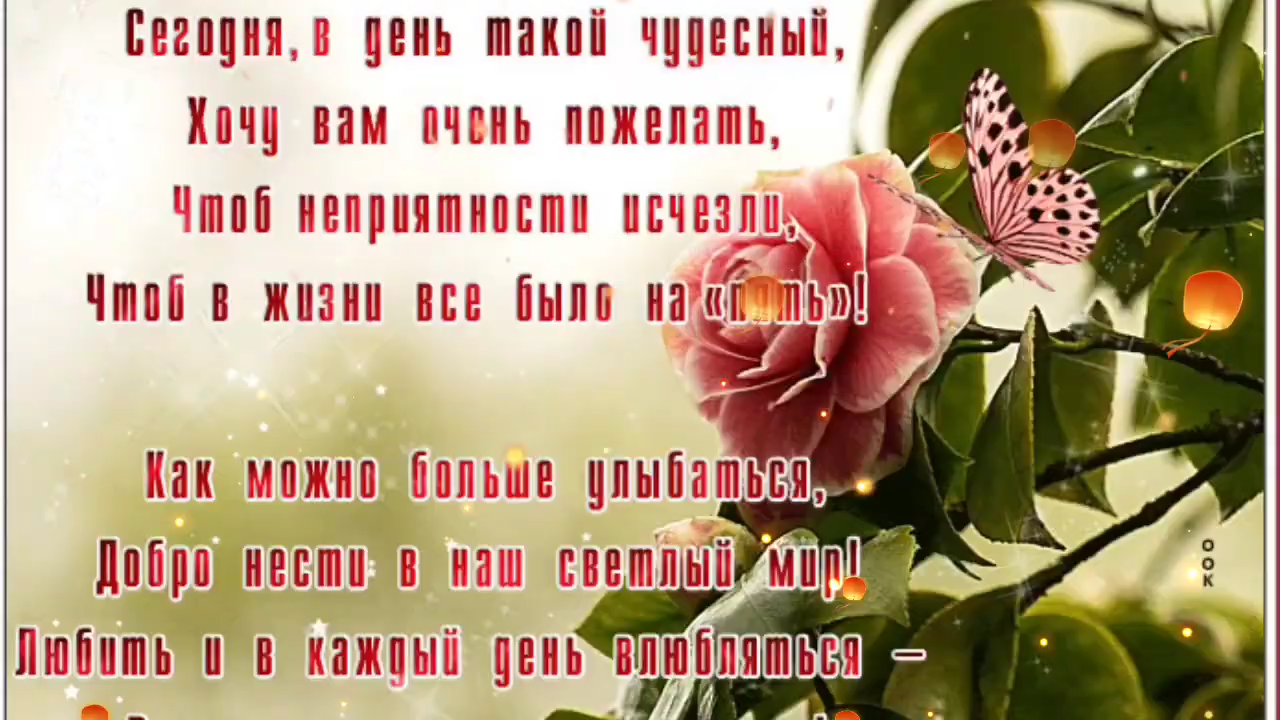 Сегодня, в день такой чудесный,
Хочу вам очень пожелать,
Чтоб неприятности исчезли,
Чтоб в жизни все было на «пять»!
Как можно больше улыбаться,
Добро нести в наш светлый мир!
Любить и в каждый день влюбляться –
ООК